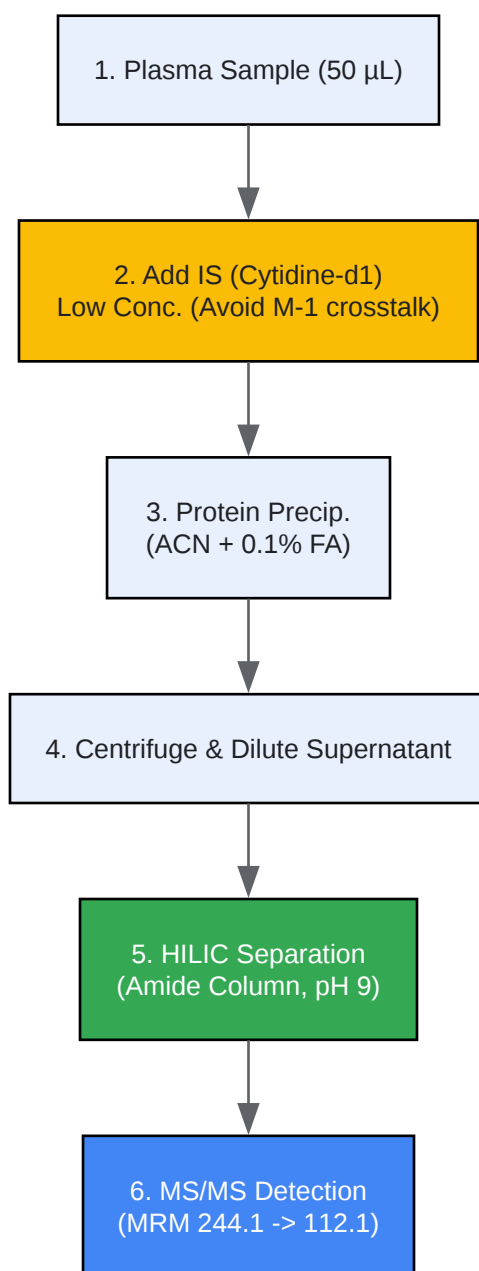 1. Plasma Sample (50 µL)
2. Add IS (Cytidine-d1)
Low Conc. (Avoid M-1 crosstalk)
3. Protein Precip.
(ACN + 0.1% FA)
4. Centrifuge & Dilute Supernatant
5. HILIC Separation
(Amide Column, pH 9)
6. MS/MS Detection
(MRM 244.1 -> 112.1)